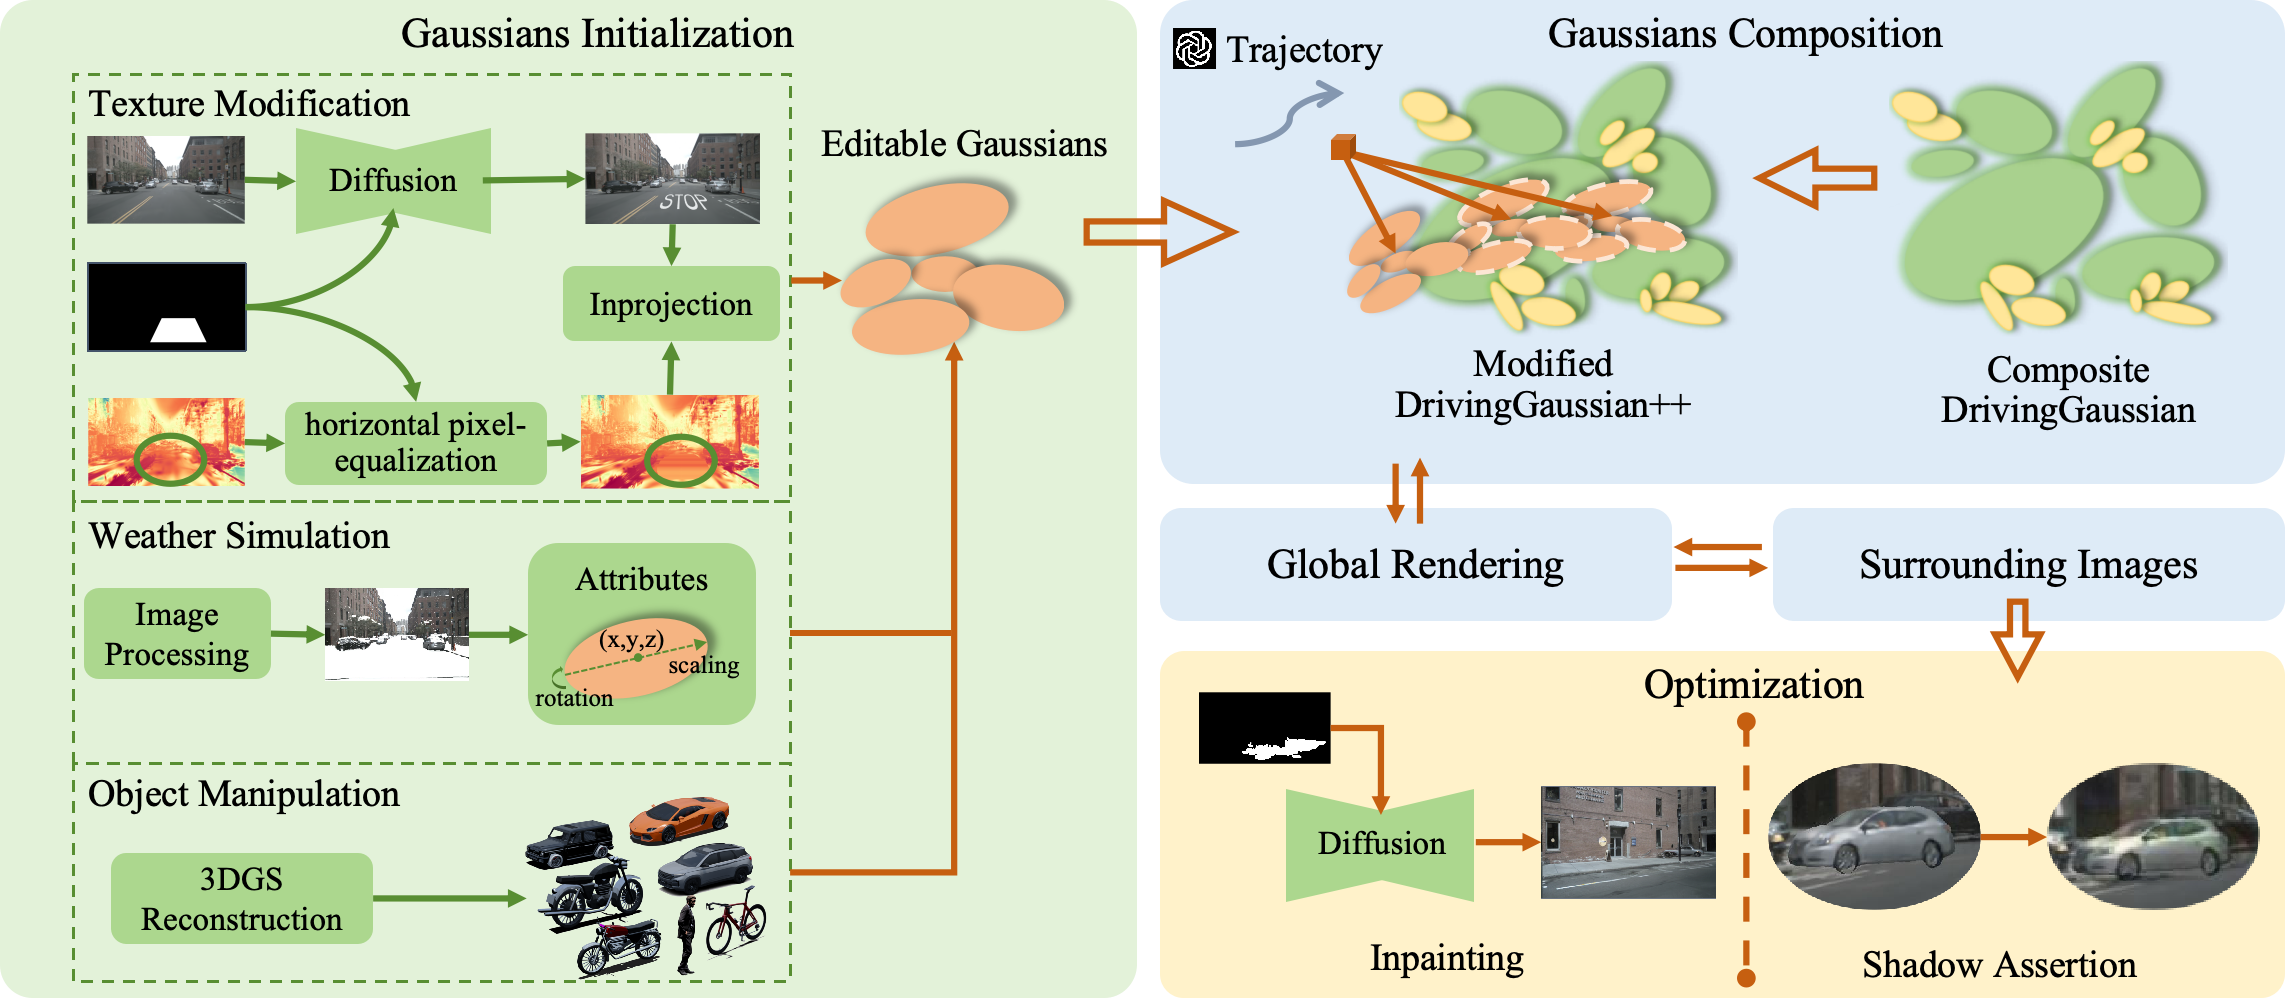 Gaussians Initialization
Texture Modification
Diffusion
STOP
Inprojection
horizontal pixel-
equalization
Weather Simulation
Image
Processing
Attributes
(x,y,z)
scaling
rotation
Object Manipulation
3DGS
Reconstruction
Editable Gaussians
Gaussians Composition
Trajectory
Modified
DrivingGaussian++
Composite
DrivingGaussian
Global Rendering
Surrounding Images
Optimization
Diffusion
Inpainting
Shadow Assertion